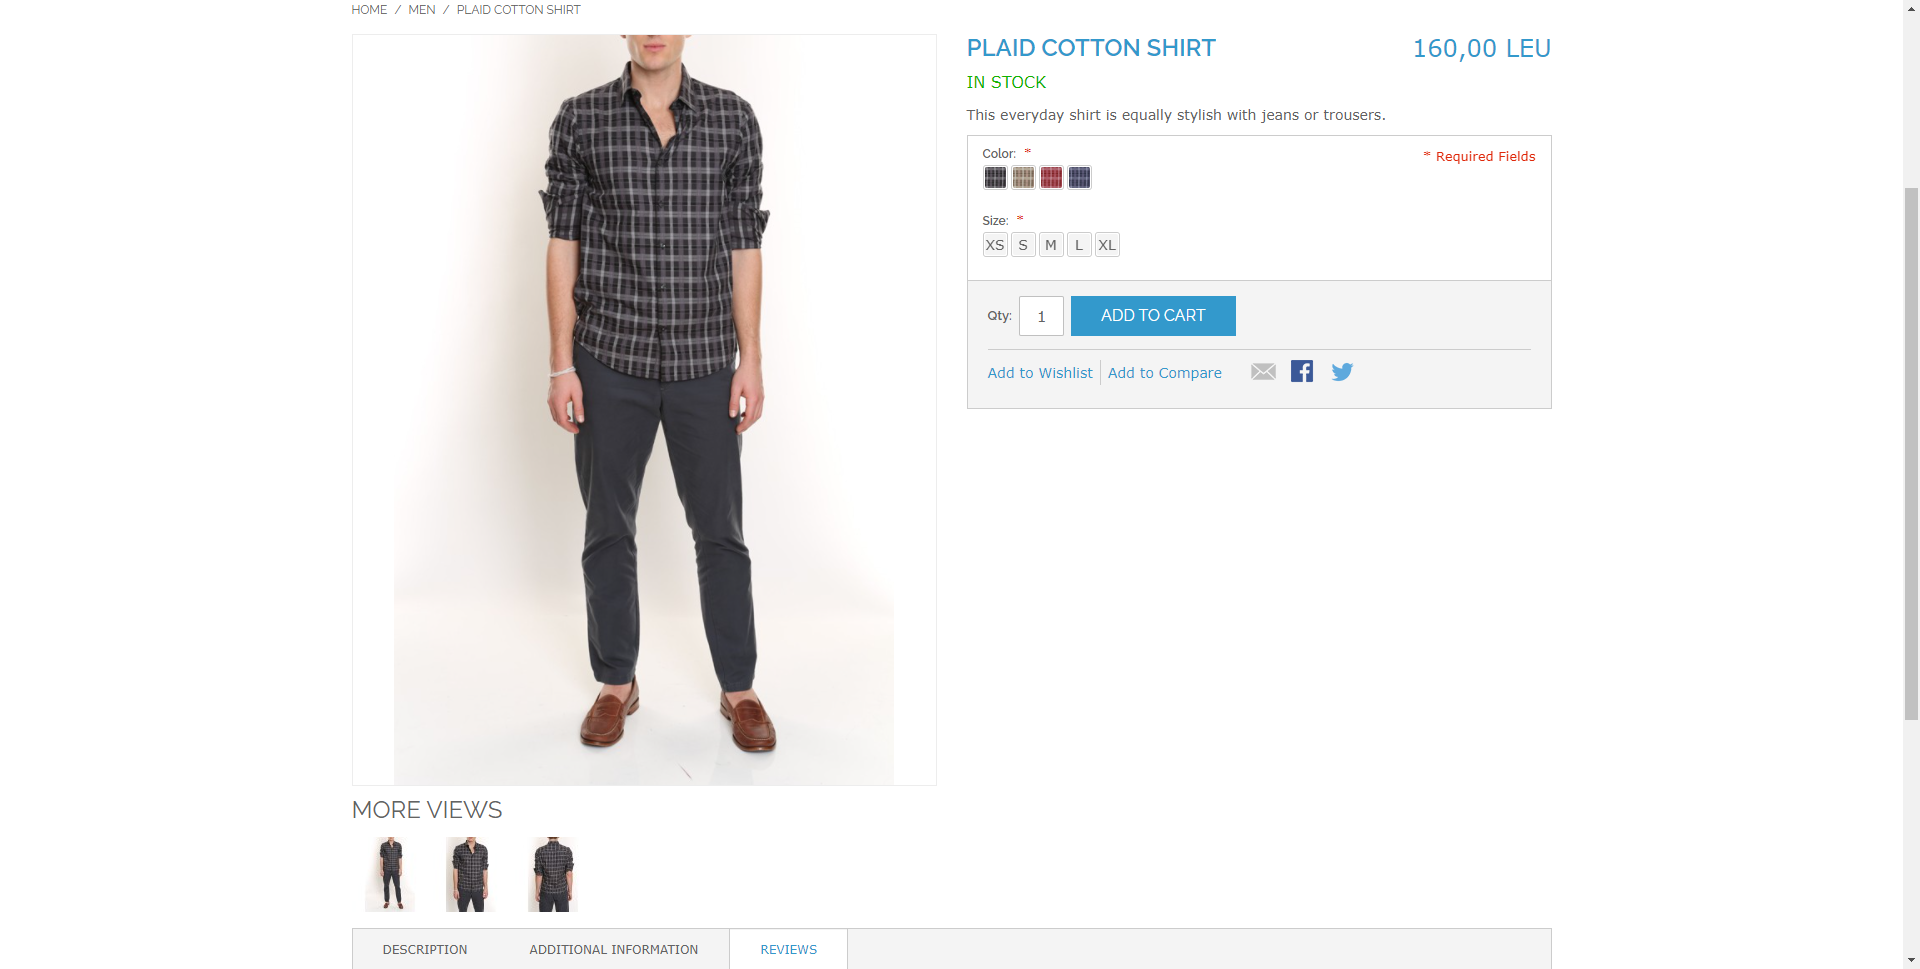 HOME / MEN / PLAID COTTON SHIRT
PLAID COTTON SHIRT 160,00 LEU
IN STOCK
This everyday shirt is equally stylish with jeans or trousers.
Color: *
* Required Fields
Size: *
XS S M L XL
Qty: 1 ADD TO CART
Add to Wishlist Add to Compare
MORE VIEWS
DESCRIPTION ADDITIONAL INFORMATION REVIEWS